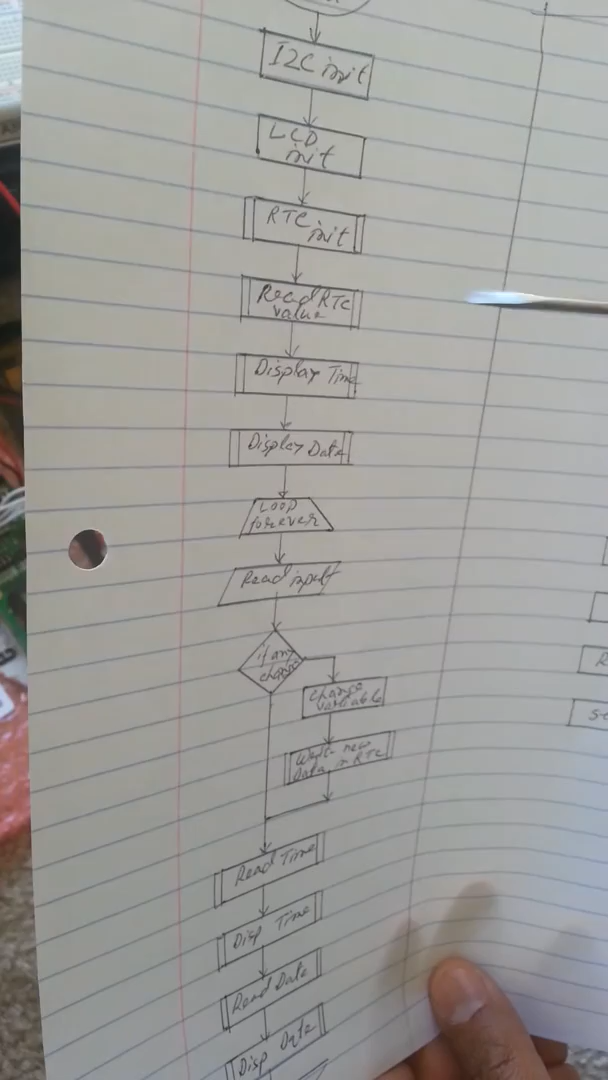 I2C init
LCD
init
RTC
init
Read RTC
value
Display Time
Display Date
Loop
forever
Read input
if any
change
change
variable
Write new
Data in RTC
Read Time
Disp Time
Read Date
Disp Date